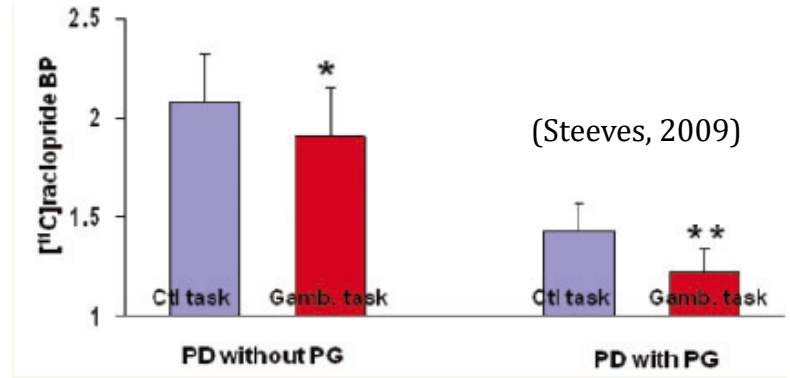 2.5
[¹¹C]raclopride BP
*
2
(Steeves, 2009)
1.5
**
Ctl task Gamb. task Ctl task Gamb. task
1
PD without PG PD with PG